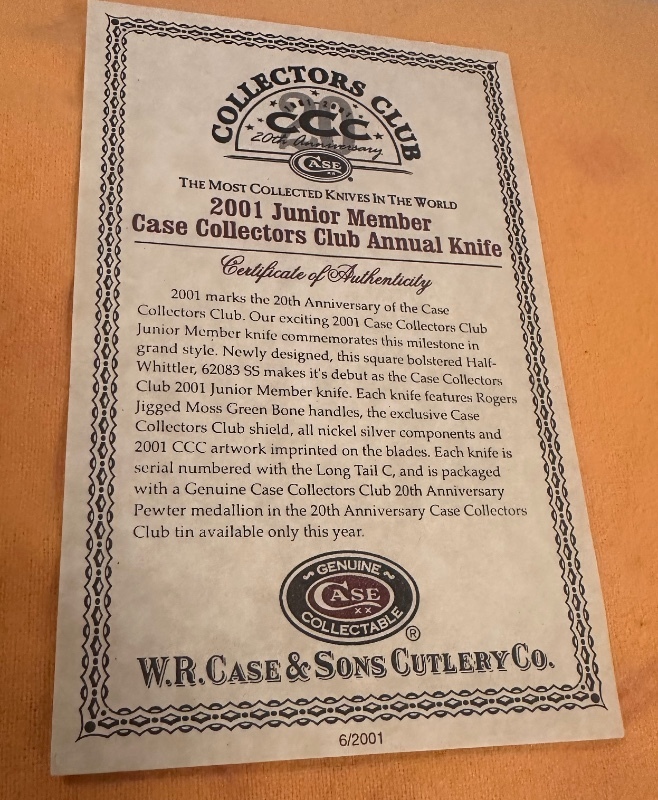 COLLECTORS CLUB
1981-2001
20
CCC
20th Anniversary
CASE
XX
THE MOST COLLECTED KNIVES IN THE WORLD
2001 Junior Member
Case Collectors Club Annual Knife
Certificate of Authenticity
2001 marks the 20th Anniversary of the Case
Collectors Club. Our exciting 2001 Case Collectors Club
Junior Member knife commemorates this milestone in
grand style. Newly designed, this square bolstered Half-
Whittler, 62083 SS makes it's debut as the Case Collectors
Club 2001 Junior Member knife. Each knife features Rogers
Jigged Moss Green Bone handles, the exclusive Case
Collectors Club shield, all nickel silver components and
2001 CCC artwork imprinted on the blades. Each knife is
serial numbered with the Long Tail C, and is packaged
with a Genuine Case Collectors Club 20th Anniversary
Pewter medallion in the 20th Anniversary Case Collectors
Club tin available only this year.
~ GENUINE ~
CASE
XX
COLLECTABLE
®
W.R. CASE & SONS CUTLERY CO.
6/2001